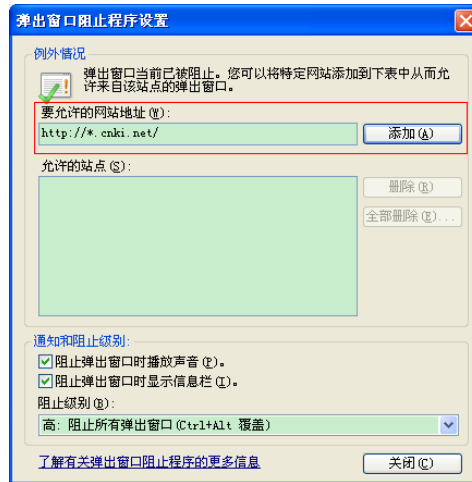 弹出窗口阻止程序设置
例外情况
弹出窗口当前已被阻止。您可以将特定网站添加到下表中从而允
许来自该站点的弹出窗口。
要允许的网站地址(W):
http://*.cnki.net/
添加(A)
允许的站点(S):
删除(R)
全部删除(E)...
通知和阻止级别:
阻止弹出窗口时播放声音(P)。
阻止弹出窗口时显示信息栏(I)。
阻止级别(B):
高: 阻止所有弹出窗口(Ctrl+Alt 覆盖)
了解有关弹出窗口阻止程序的更多信息
关闭(C)